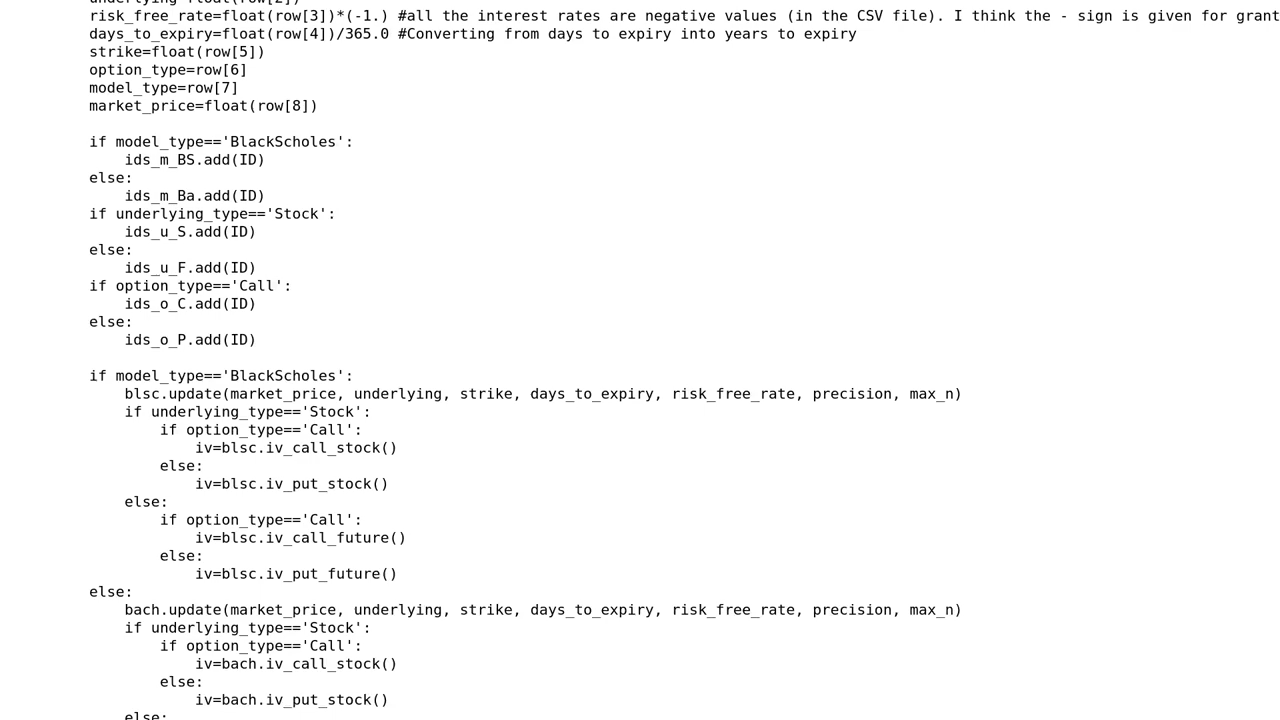 underlying=float(row[2])
risk_free_rate=float(row[3])*(-1.) #all the interest rates are negative values (in the CSV file). I think the - sign is given for grant
days_to_expiry=float(row[4])/365.0 #Converting from days to expiry into years to expiry
strike=float(row[5])
option_type=row[6]
model_type=row[7]
market_price=float(row[8])

if model_type=='BlackScholes':
    ids_m_BS.add(ID)
else:
    ids_m_Ba.add(ID)
if underlying_type=='Stock':
    ids_u_S.add(ID)
else:
    ids_u_F.add(ID)
if option_type=='Call':
    ids_o_C.add(ID)
else:
    ids_o_P.add(ID)

if model_type=='BlackScholes':
    blsc.update(market_price, underlying, strike, days_to_expiry, risk_free_rate, precision, max_n)
    if underlying_type=='Stock':
        if option_type=='Call':
            iv=blsc.iv_call_stock()
        else:
            iv=blsc.iv_put_stock()
    else:
        if option_type=='Call':
            iv=blsc.iv_call_future()
        else:
            iv=blsc.iv_put_future()
else:
    bach.update(market_price, underlying, strike, days_to_expiry, risk_free_rate, precision, max_n)
    if underlying_type=='Stock':
        if option_type=='Call':
            iv=bach.iv_call_stock()
        else:
            iv=bach.iv_put_stock()
    else: